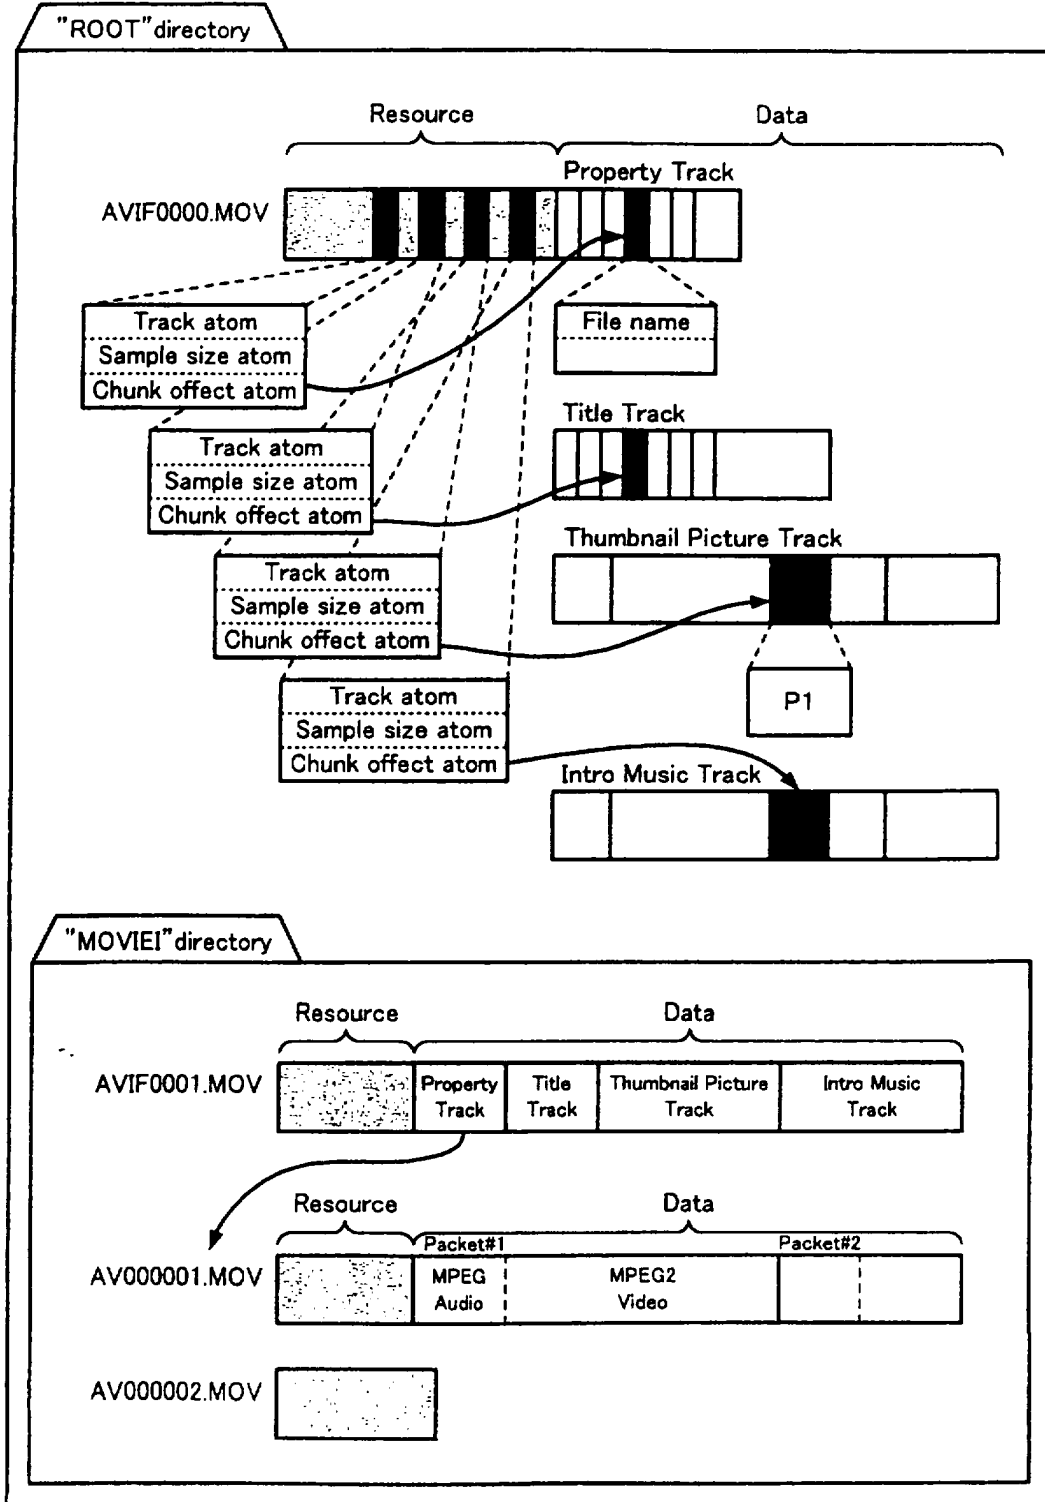 "ROOT"directory
Resource
Data
Property Track
AVIF0000.MOV
Track atom
Sample size atom
Chunk offect atom
File name
Title Track
Track atom
Sample size atom
Chunk offect atom
Thumbnail Picture Track
Track atom
Sample size atom
Chunk offect atom
P1
Track atom
Sample size atom
Chunk offect atom
Intro Music Track
"MOVIEI"directory
Resource
Data
AVIF0001.MOV
Property
Track
Title
Track
Thumbnail Picture
Track
Intro Music
Track
Resource
Data
Packet#1
Packet#2
AV000001.MOV
MPEG
Audio
MPEG2
Video
AV000002.MOV